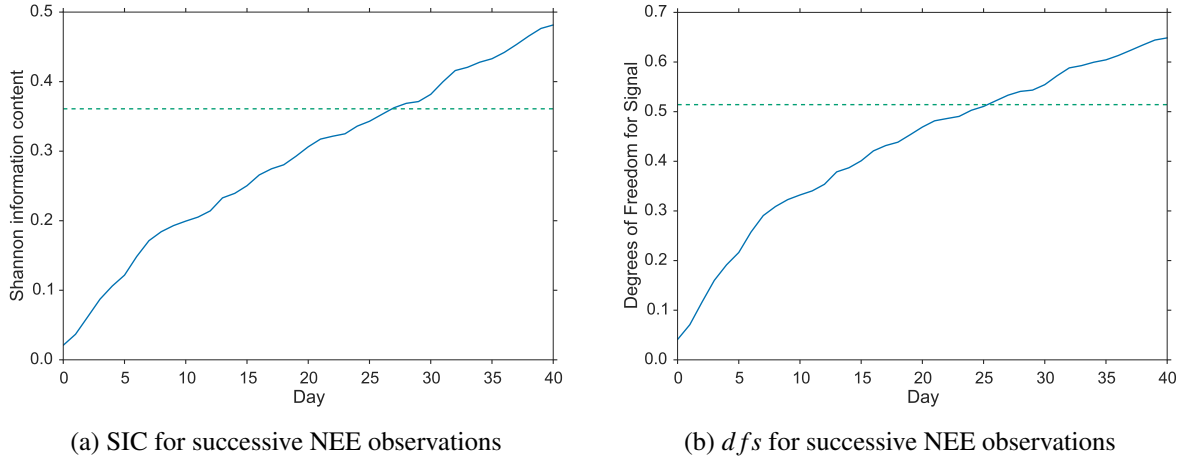 0.5
0.4
0.3
0.2
0.1
0.0
Shannon information content
0 5 10 15 20 25 30 35 40
Day
(a) SIC for successive NEE observations
0.7
0.6
0.5
0.4
0.3
0.2
0.1
0.0
Degrees of Freedom for Signal
0 5 10 15 20 25 30 35 40
Day
(b) dfs for successive NEE observations